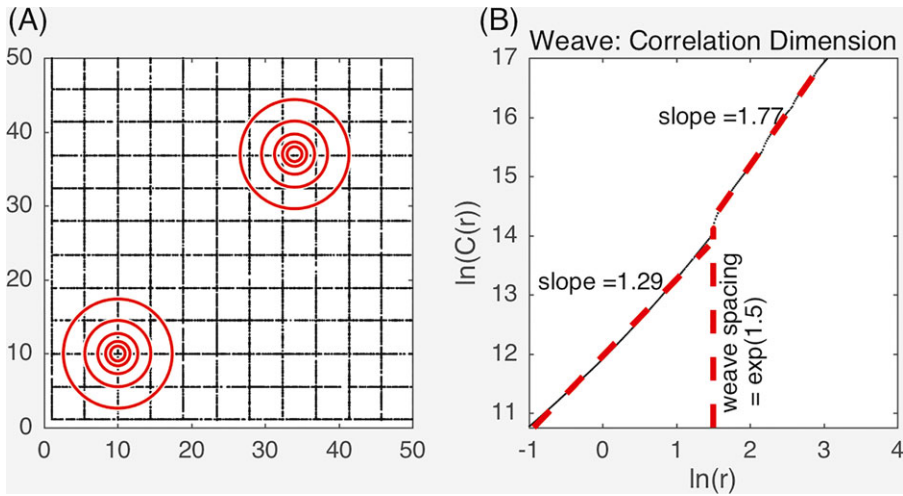 (A)
50
40
30
20
10
0
0 10 20 30 40 50
(B)
Weave: Correlation Dimension
17
16
15
14
13
12
11
ln(C(r))
slope =1.77
slope =1.29
weave spacing
= exp(1.5)
-1 0 1 2 3 4
ln(r)